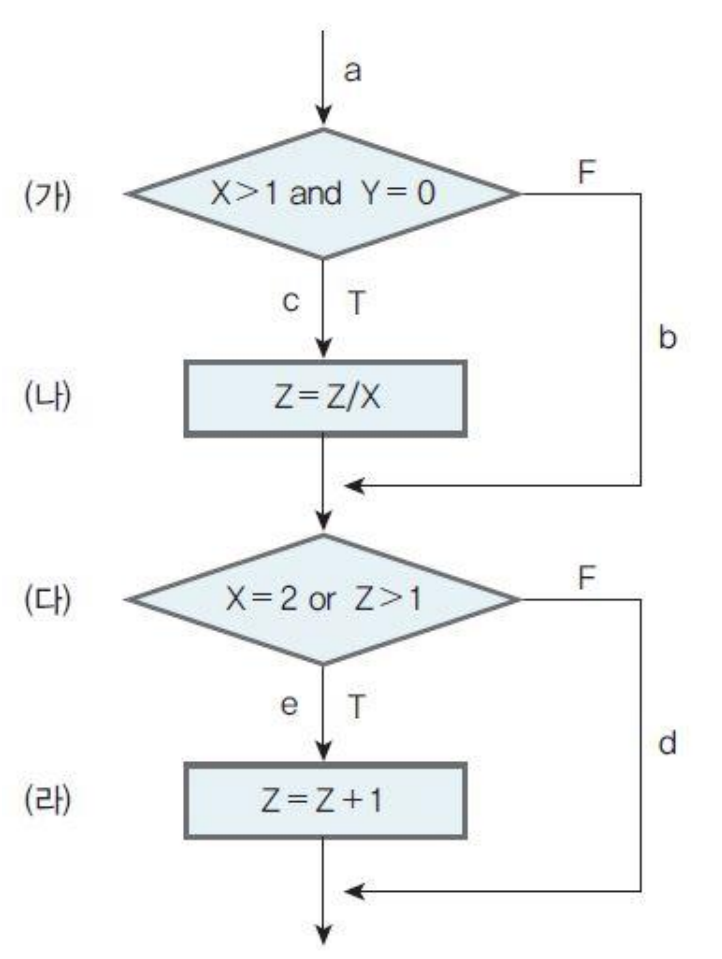 a
(가) X>1 and Y=0 F
c T
b
(나) Z=Z/X
(다) X=2 or Z>1 F
e T
d
(라) Z=Z+1